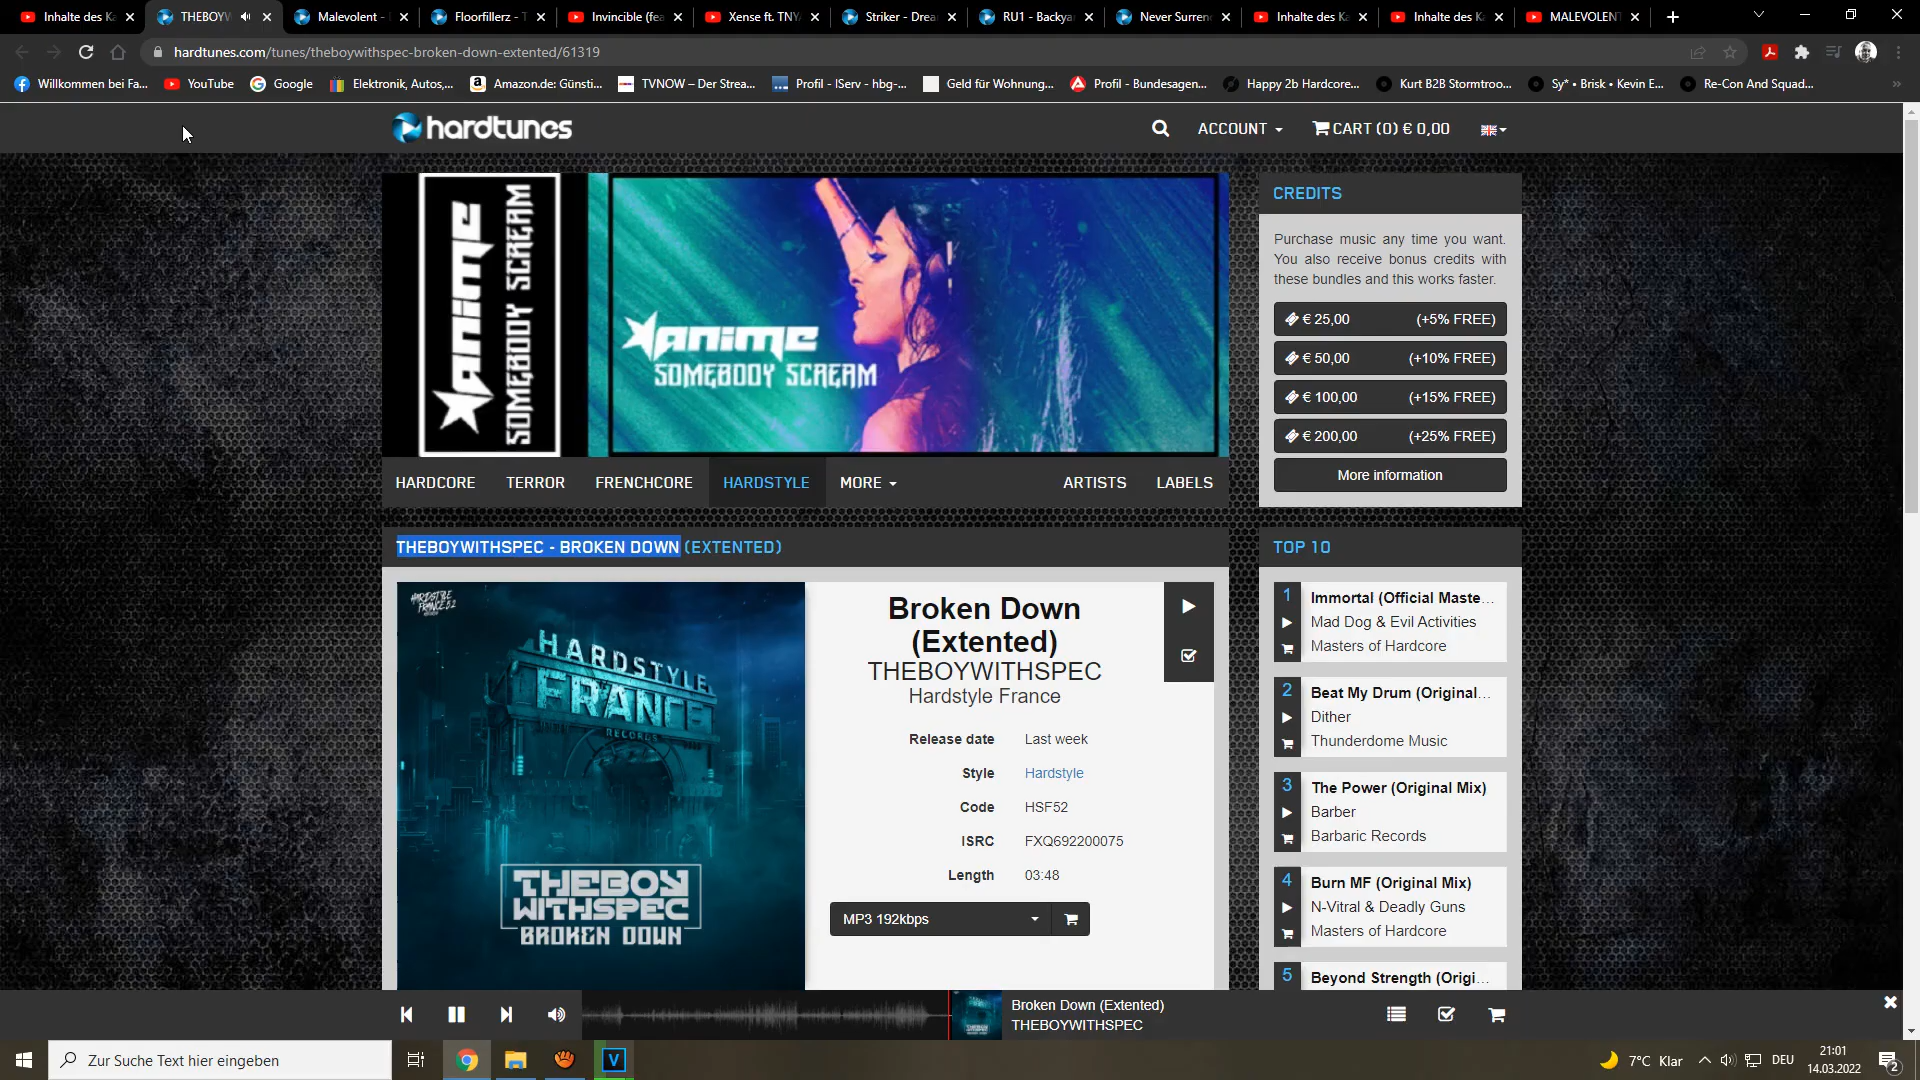 Inhalte des Ka
THEBOYW
Malevolent -
Floorfillerz - T
Invincible (fea
Xense ft. TNYA
Striker - Drea
RU1 - Backya
Never Surren
Inhalte des Ka
Inhalte des K
MALEVOLENT
hardtunes.com/tunes/theboywithspec-broken-down-extented/61319
Willkommen bei Fa...
YouTube
Google
Elektronik, Autos,...
Amazon.de: Günsti...
TVNOW – Der Strea...
Profil - IServ - hbg-...
Geld für Wohnung...
Profil - Bundesagen...
Happy 2b Hardcore...
Kurt B2B Stormtroo...
Sy* • Brisk • Kevin E...
Re-Con And Squad...
hardtunes
ACCOUNT
CART (0) € 0,00
ANIME
SOMEBODY SCREAM
ANIME
SOMEBODY SCREAM
CREDITS
Purchase music any time you want.
You also receive bonus credits with
these bundles and this works faster.
€ 25,00 (+5% FREE)
€ 50,00 (+10% FREE)
€ 100,00 (+15% FREE)
€ 200,00 (+25% FREE)
More information
HARDCORE TERROR FRENCHCORE HARDSTYLE MORE ARTISTS LABELS
THEBOYWITHSPEC - BROKEN DOWN (EXTENTED)
HARDSTYLE
FRANCE
RECORDS
THEBOY
WITHSPEC
BROKEN DOWN
Broken Down
(Extented)
THEBOYWITHSPEC
Hardstyle France
Release date Last week
Style Hardstyle
Code HSF52
ISRC FXQ692200075
Length 03:48
MP3 192kbps
TOP 10
1 Immortal (Official Maste...
Mad Dog & Evil Activities
Masters of Hardcore
2 Beat My Drum (Original...
Dither
Thunderdome Music
3 The Power (Original Mix)
Barber
Barbaric Records
4 Burn MF (Original Mix)
N-Vitral & Deadly Guns
Masters of Hardcore
5 Beyond Strength (Origi...
Broken Down (Extented)
THEBOYWITHSPEC
Zur Suche Text hier eingeben
V
7°C Klar
DEU
21:01
14.03.2022
2